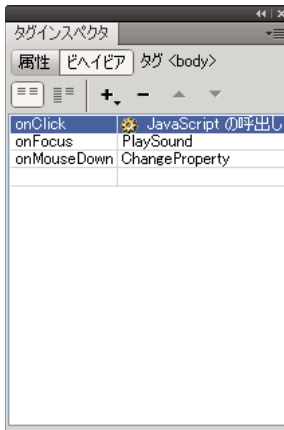 タグインスペクタ
属性 ビヘイビア タグ <body>
onClick JavaScript の呼出し
onFocus PlaySound
onMouseDown ChangeProperty